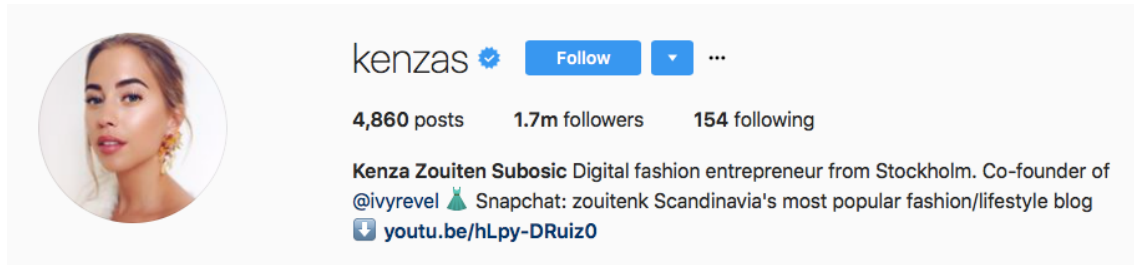 kenzas Follow ...
4,860 posts 1.7m followers 154 following
Kenza Zouiten Subosic Digital fashion entrepreneur from Stockholm. Co-founder of
@ivyrevel 👗 Snapchat: zouitenk Scandinavia's most popular fashion/lifestyle blog
⬇️ youtu.be/hLpy-DRuiz0